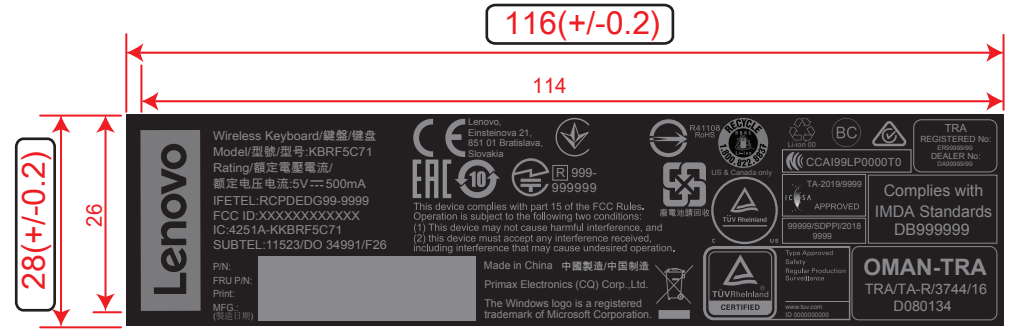 116(+/-0.2)
114
28(+/-0.2)
26
Lenovo
Wireless Keyboard/鍵盤/键盘
Model/型號/型号:KBRF5C71
Rating/額定電壓電流/
额定电压电流:5V⎓500mA
IFETEL:RCPDEDG99-9999
FCC ID:XXXXXXXXXXXX
IC:4251A-KKBRF5C71
SUBTEL:11523/DO 34991/F26
P/N:
FRU P/N:
Print:
MFG.:
(製造日期)
CE
Lenovo,
Einsteinova 21,
851 01 Bratislava,
Slovakia
EAC
10
R 999-
999999
This device complies with part 15 of the FCC Rules.
Operation is subject to the following two conditions:
(1) This device may not cause harmful interference, and
(2) this device must accept any interference received,
including interference that may cause undesired operation.
Made in China 中國製造/中国制造
Primax Electronics (CQ) Corp.,Ltd.
The Windows logo is a registered
trademark of Microsoft Corporation.
R41108
RoHS
廢電池請回收
RECYCLE
Li-ion
1.800.822.8837
US & Canada only
TÜV Rheinland
C US
TÜVRheinland
CERTIFIED
Type Approved
Safety
Regular Production
Surveillance
www.tuv.com
ID 0000000000
Li-ion 00
BC
TRA
REGISTERED No:
ER99999/99
DEALER No:
DA99999/99
CCAI99LP0000T0
ICASA
TA-2019/9999
APPROVED
99999/SDPPI/2018
9999
Complies with
IMDA Standards
DB999999
OMAN-TRA
TRA/TA-R/3744/16
D080134